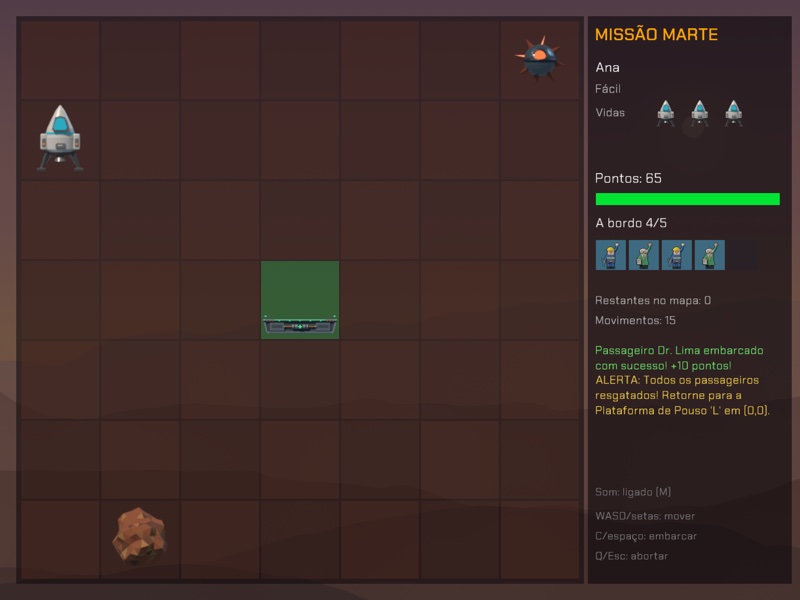 MISSÃO MARTE
Ana
Fácil
Vidas
Pontos: 65
A bordo 4/5
Restantes no mapa: 0
Movimentos: 15
Passageiro Dr. Lima embarcado
com sucesso! +10 pontos!
ALERTA: Todos os passageiros
resgatados! Retorne para a
Plataforma de Pouso 'L' em [0,0].
Som: ligado [M]
WASD/setas: mover
C/espaço: embarcar
Q/Esc: abortar